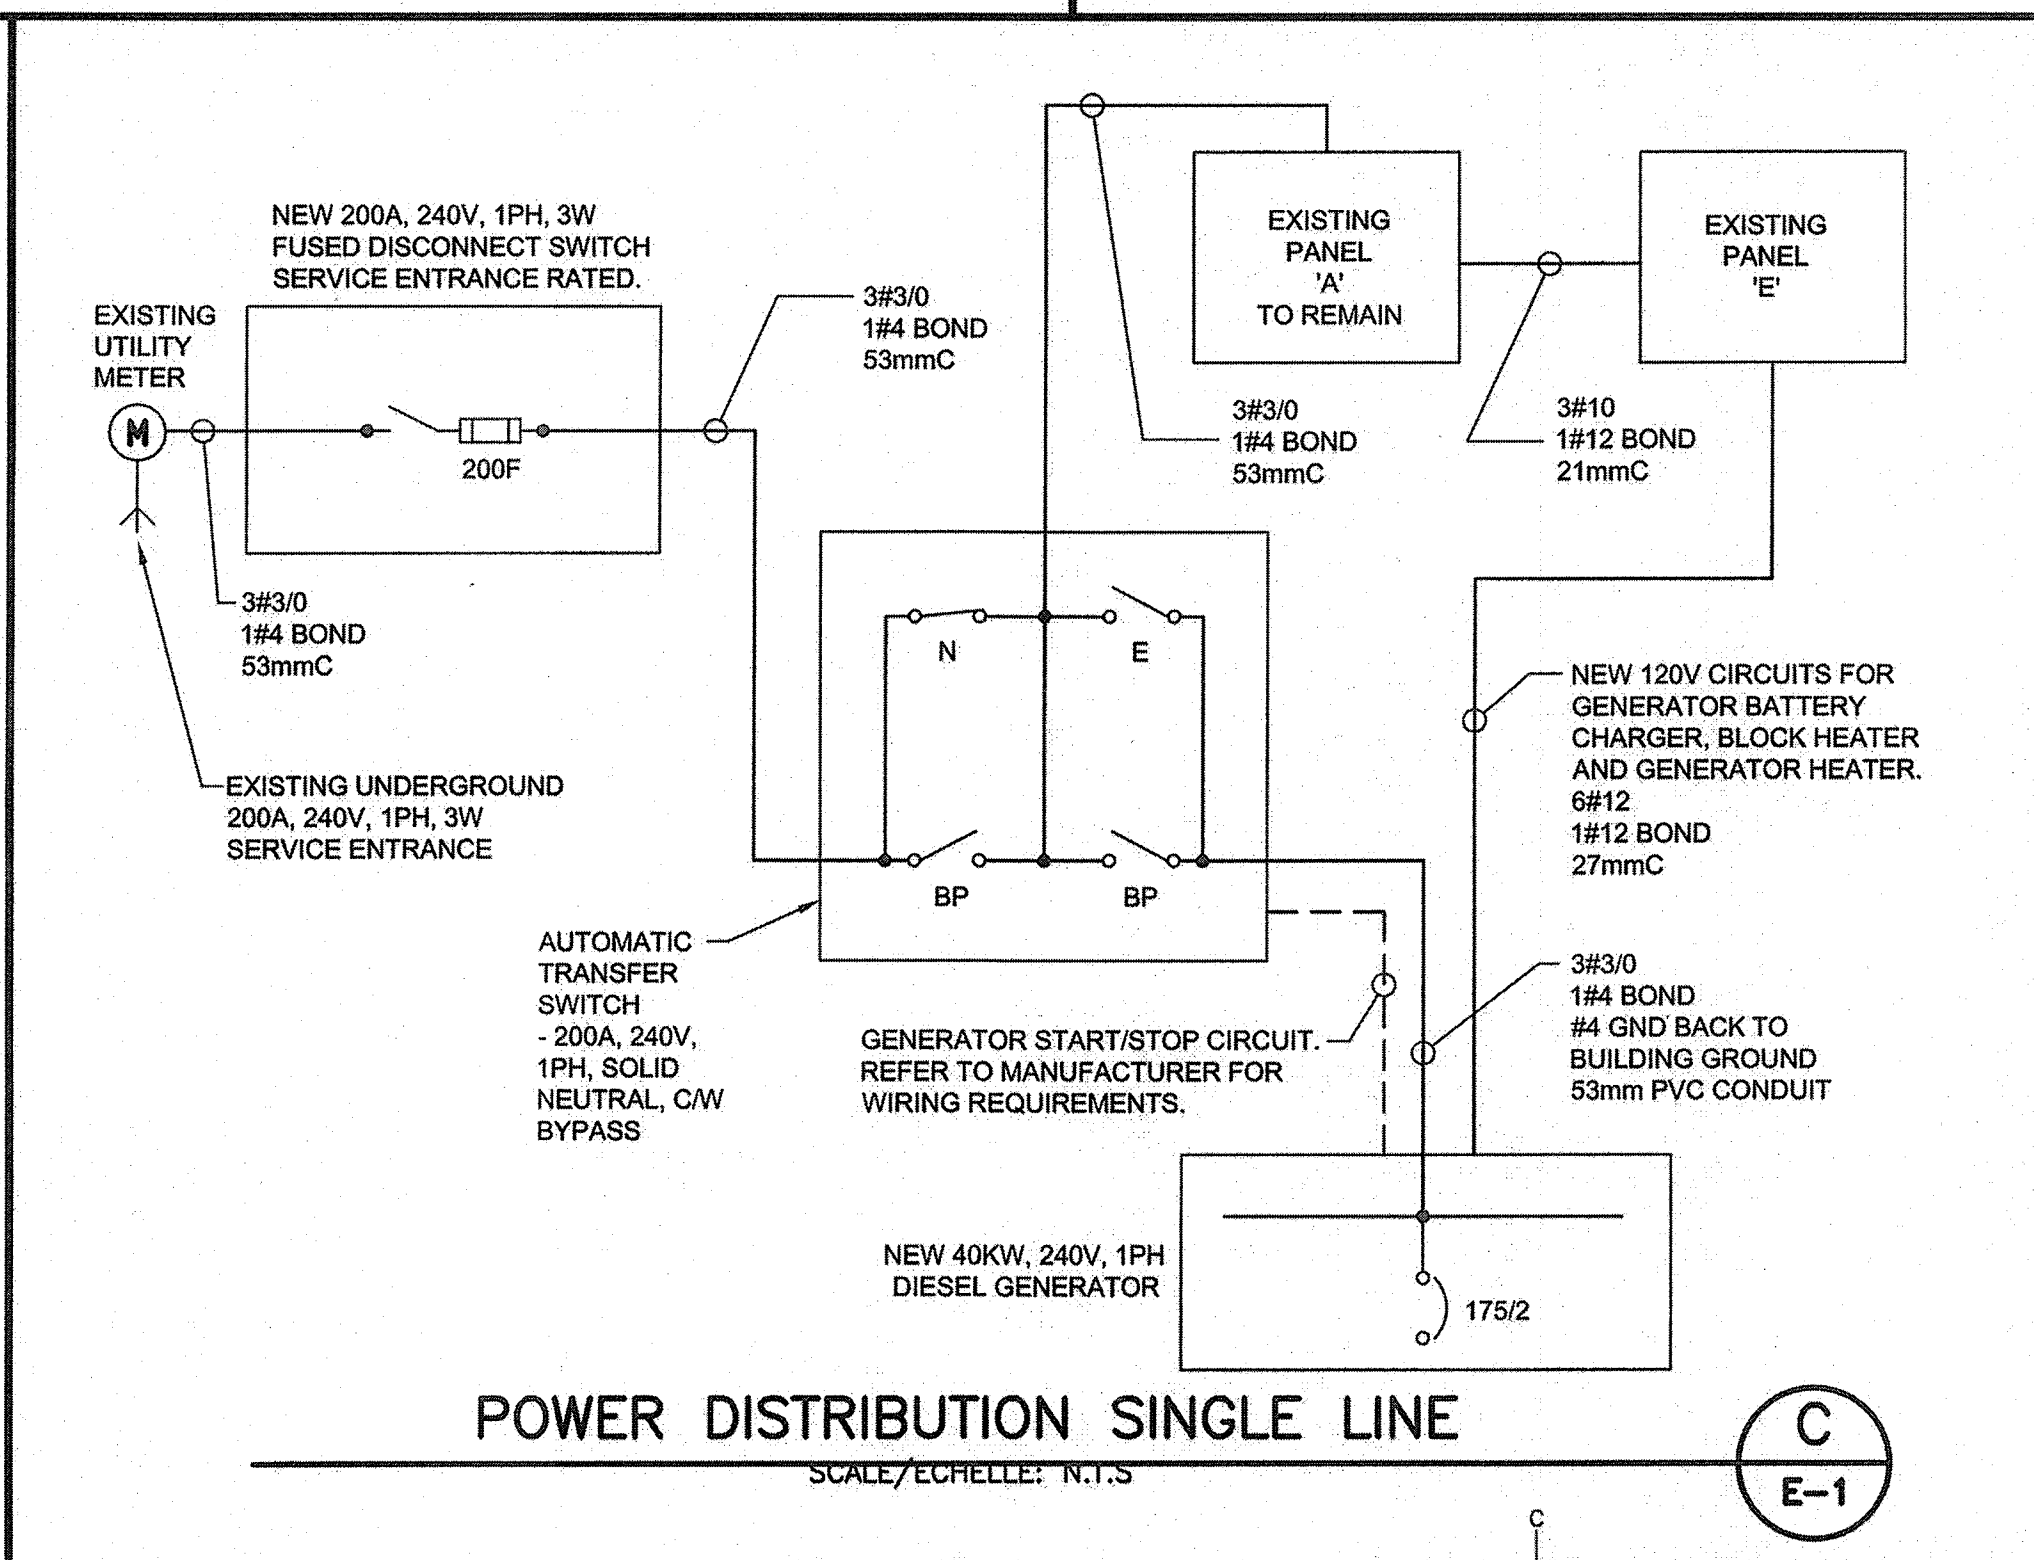 NEW 200A, 240V, 1PH, 3W
FUSED DISCONNECT SWITCH
SERVICE ENTRANCE RATED.
EXISTING
UTILITY
METER
M
200F
3#3/0
1#4 BOND
53mmC
3#3/0
1#4 BOND
53mmC
EXISTING UNDERGROUND
200A, 240V, 1PH, 3W
SERVICE ENTRANCE
EXISTING
PANEL
'A'
TO REMAIN
EXISTING
PANEL
'E'
3#3/0
1#4 BOND
53mmC
3#10
1#12 BOND
21mmC
N
E
BP
BP
AUTOMATIC
TRANSFER
SWITCH
- 200A, 240V,
1PH, SOLID
NEUTRAL, C/W
BYPASS
NEW 120V CIRCUITS FOR
GENERATOR BATTERY
CHARGER, BLOCK HEATER
AND GENERATOR HEATER.
6#12
1#12 BOND
27mmC
GENERATOR START/STOP CIRCUIT.
REFER TO MANUFACTURER FOR
WIRING REQUIREMENTS.
3#3/0
1#4 BOND
#4 GND BACK TO
BUILDING GROUND
53mm PVC CONDUIT
NEW 40KW, 240V, 1PH
DIESEL GENERATOR
175/2
POWER DISTRIBUTION SINGLE LINE
SCALE/ECHELLE: N.T.S
C
E-1
C